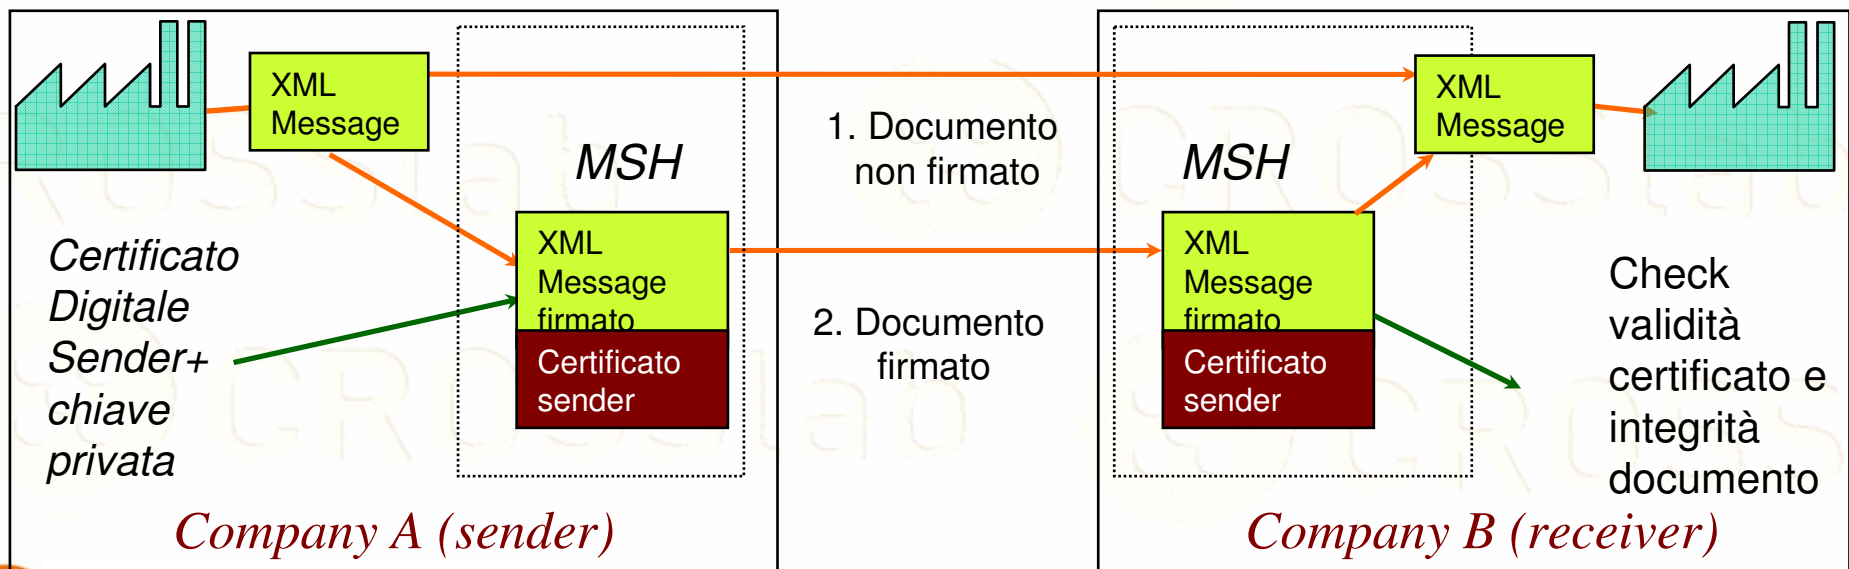 XML
Message
MSH
Certificato
Digitale
Sender+
chiave
privata
XML
Message
firmato
Certificato
sender
Company A (sender)
1. Documento
non firmato
2. Documento
firmato
MSH
XML
Message
XML
Message
firmato
Certificato
sender
Check
validità
certificato e
integrità
documento
Company B (receiver)
CROSSlab